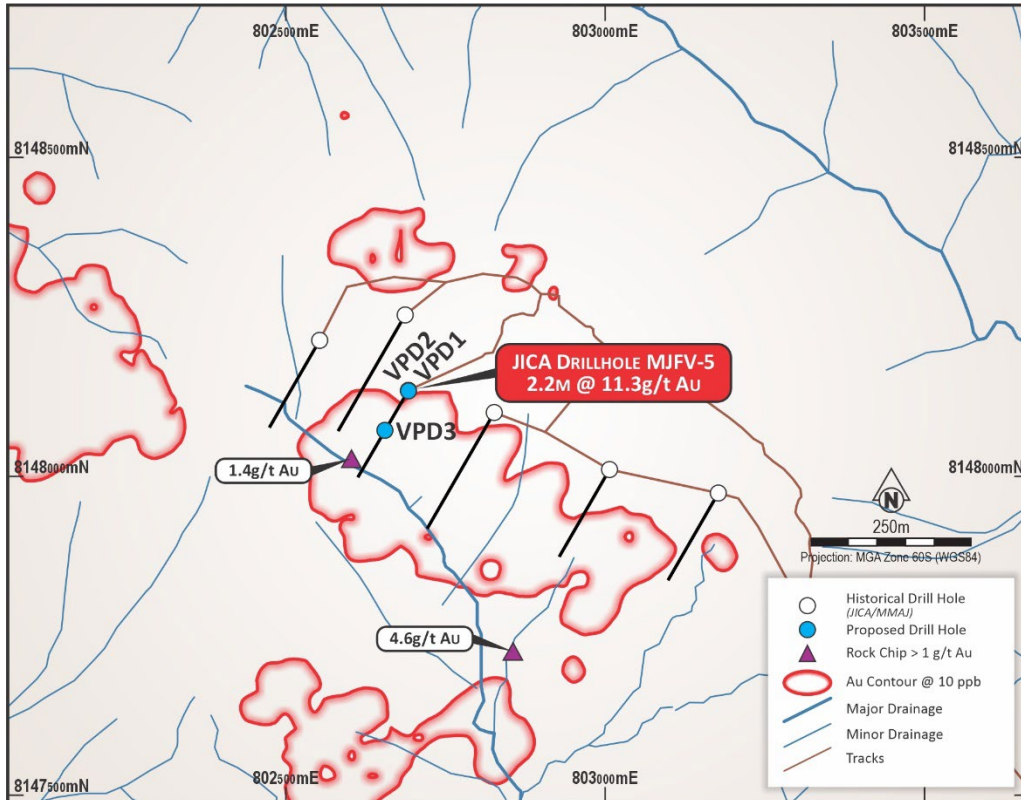 802500mE
803000mE
803500mE
8148500mN
8148500mN
VPD2
VPD1
JICA DRILLHOLE MJFV-5
2.2M @ 11.3G/T AU
VPD3
1.4G/T AU
8148000mN
8148000mN
N
250m
Projection: MGA Zone 60S (WGS84)
4.6G/T AU
Historical Drill Hole
(JICA/MMAJ)
Proposed Drill Hole
Rock Chip > 1 g/t Au
Au Contour @ 10 ppb
Major Drainage
Minor Drainage
Tracks
8147500mN
802500mE
803000mE